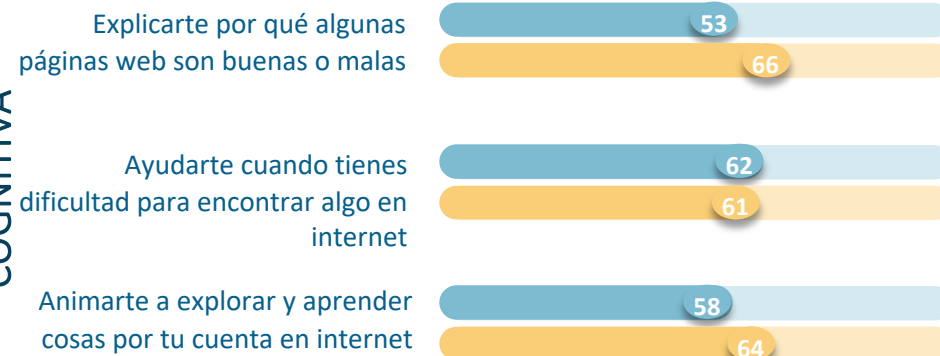 Explicarte por qué algunas
páginas web son buenas o malas
53
66
COGNITIVA
Ayudarte cuando tienes
dificultad para encontrar algo en
internet
62
61
Animarte a explorar y aprender
cosas por tu cuenta en internet
58
64